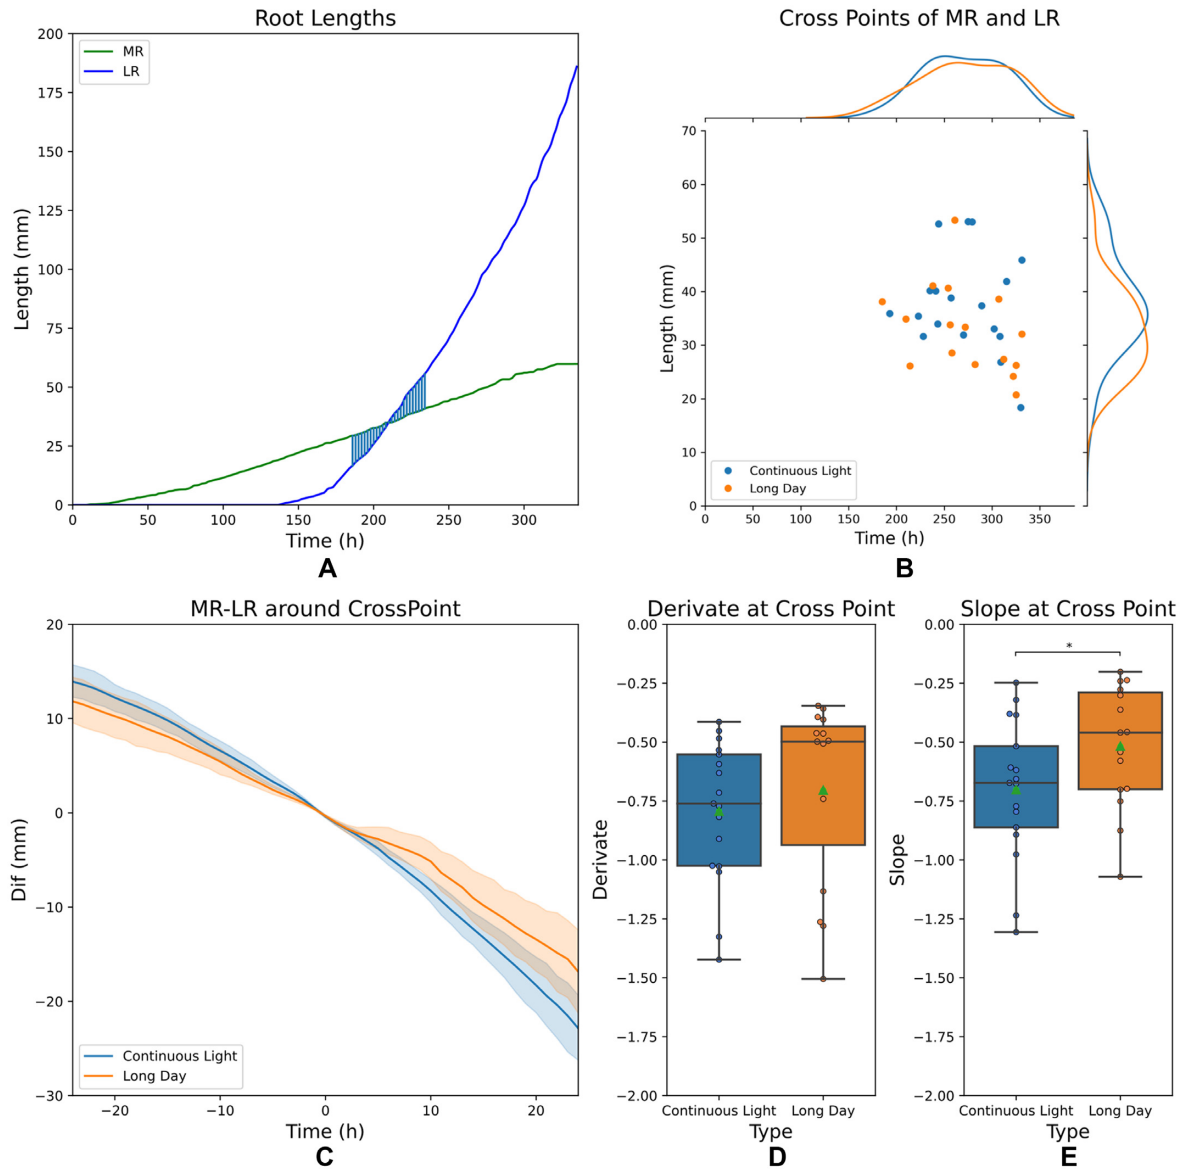 Root Lengths
MR
LR
200
175
150
125
100
75
50
25
0
Length (mm)
0 50 100 150 200 250 300
Time (h)
A
Cross Points of MR and LR
70
60
50
40
30
20
10
0
Length (mm)
Continuous Light
Long Day
0 50 100 150 200 250 300 350
Time (h)
B
MR-LR around CrossPoint
20
10
0
−10
−20
−30
Dif (mm)
Continuous Light
Long Day
−20 −10 0 10 20
Time (h)
C
Derivate at Cross Point
0.00
−0.25
−0.50
−0.75
−1.00
−1.25
−1.50
−1.75
−2.00
Derivate
Continuous Light Long Day
Type
D
Slope at Cross Point
*
0.00
−0.25
−0.50
−0.75
−1.00
−1.25
−1.50
−1.75
−2.00
Slope
Continuous Light Long Day
Type
E